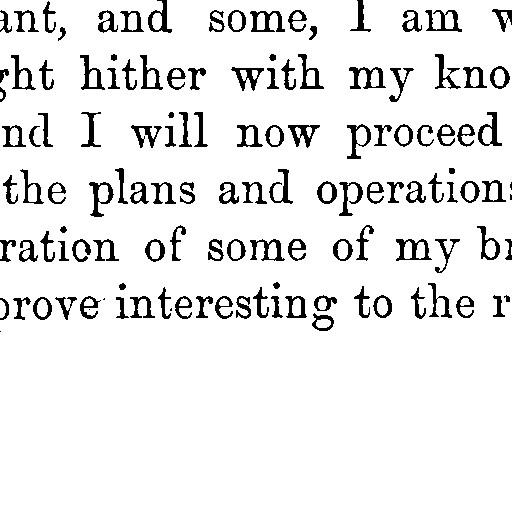 ant, and some, I am w
ght hither with my kno
nd I will now proceed
the plans and operations
ration of some of my br
prove interesting to the r